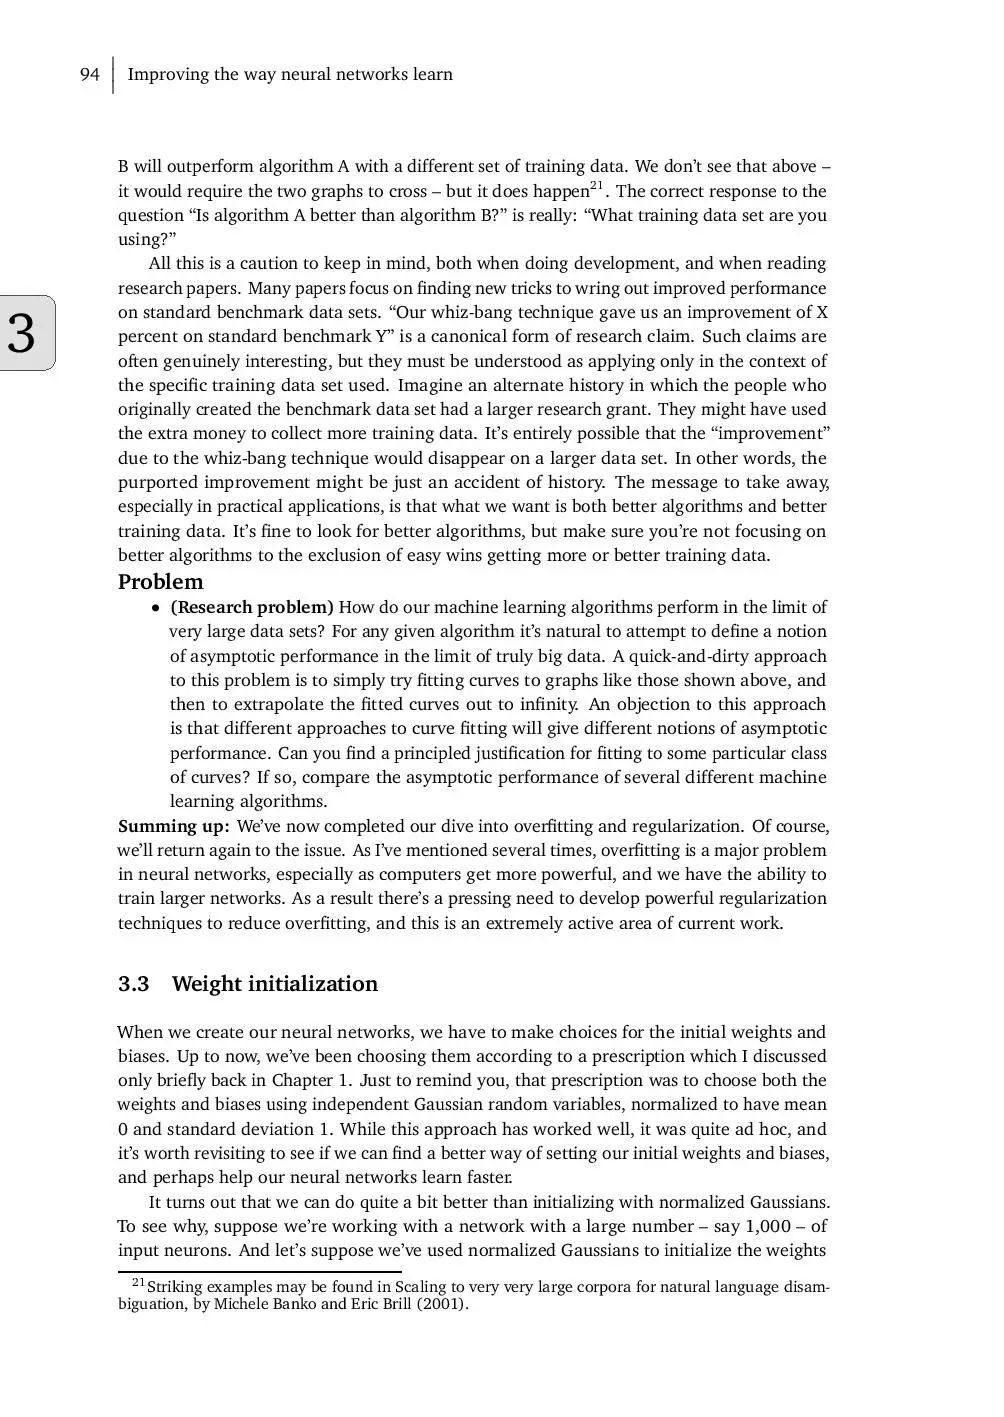 94 Improving the way neural networks learn
B will outperform algorithm A with a different set of training data. We don’t see that above –
it would require the two graphs to cross – but it does happen21. The correct response to the
question “Is algorithm A better than algorithm B?” is really: “What training data set are you
using?”
All this is a caution to keep in mind, both when doing development, and when reading
research papers. Many papers focus on finding new tricks to wring out improved performance
on standard benchmark data sets. “Our whiz-bang technique gave us an improvement of X
percent on standard benchmark Y” is a canonical form of research claim. Such claims are
often genuinely interesting, but they must be understood as applying only in the context of
the specific training data set used. Imagine an alternate history in which the people who
originally created the benchmark data set had a larger research grant. They might have used
the extra money to collect more training data. It’s entirely possible that the “improvement”
due to the whiz-bang technique would disappear on a larger data set. In other words, the
purported improvement might be just an accident of history. The message to take away,
especially in practical applications, is that what we want is both better algorithms and better
training data. It’s fine to look for better algorithms, but make sure you’re not focusing on
better algorithms to the exclusion of easy wins getting more or better training data.
3
Problem
• (Research problem) How do our machine learning algorithms perform in the limit of
very large data sets? For any given algorithm it’s natural to attempt to define a notion
of asymptotic performance in the limit of truly big data. A quick-and-dirty approach
to this problem is to simply try fitting curves to graphs like those shown above, and
then to extrapolate the fitted curves out to infinity. An objection to this approach
is that different approaches to curve fitting will give different notions of asymptotic
performance. Can you find a principled justification for fitting to some particular class
of curves? If so, compare the asymptotic performance of several different machine
learning algorithms.
Summing up: We’ve now completed our dive into overfitting and regularization. Of course,
we’ll return again to the issue. As I’ve mentioned several times, overfitting is a major problem
in neural networks, especially as computers get more powerful, and we have the ability to
train larger networks. As a result there’s a pressing need to develop powerful regularization
techniques to reduce overfitting, and this is an extremely active area of current work.
3.3 Weight initialization
When we create our neural networks, we have to make choices for the initial weights and
biases. Up to now, we’ve been choosing them according to a prescription which I discussed
only briefly back in Chapter 1. Just to remind you, that prescription was to choose both the
weights and biases using independent Gaussian random variables, normalized to have mean
0 and standard deviation 1. While this approach has worked well, it was quite ad hoc, and
it’s worth revisiting to see if we can find a better way of setting our initial weights and biases,
and perhaps help our neural networks learn faster.
It turns out that we can do quite a bit better than initializing with normalized Gaussians.
To see why, suppose we’re working with a network with a large number – say 1,000 – of
input neurons. And let’s suppose we’ve used normalized Gaussians to initialize the weights
21Striking examples may be found in Scaling to very very large corpora for natural language disam-
biguation, by Michele Banko and Eric Brill (2001).